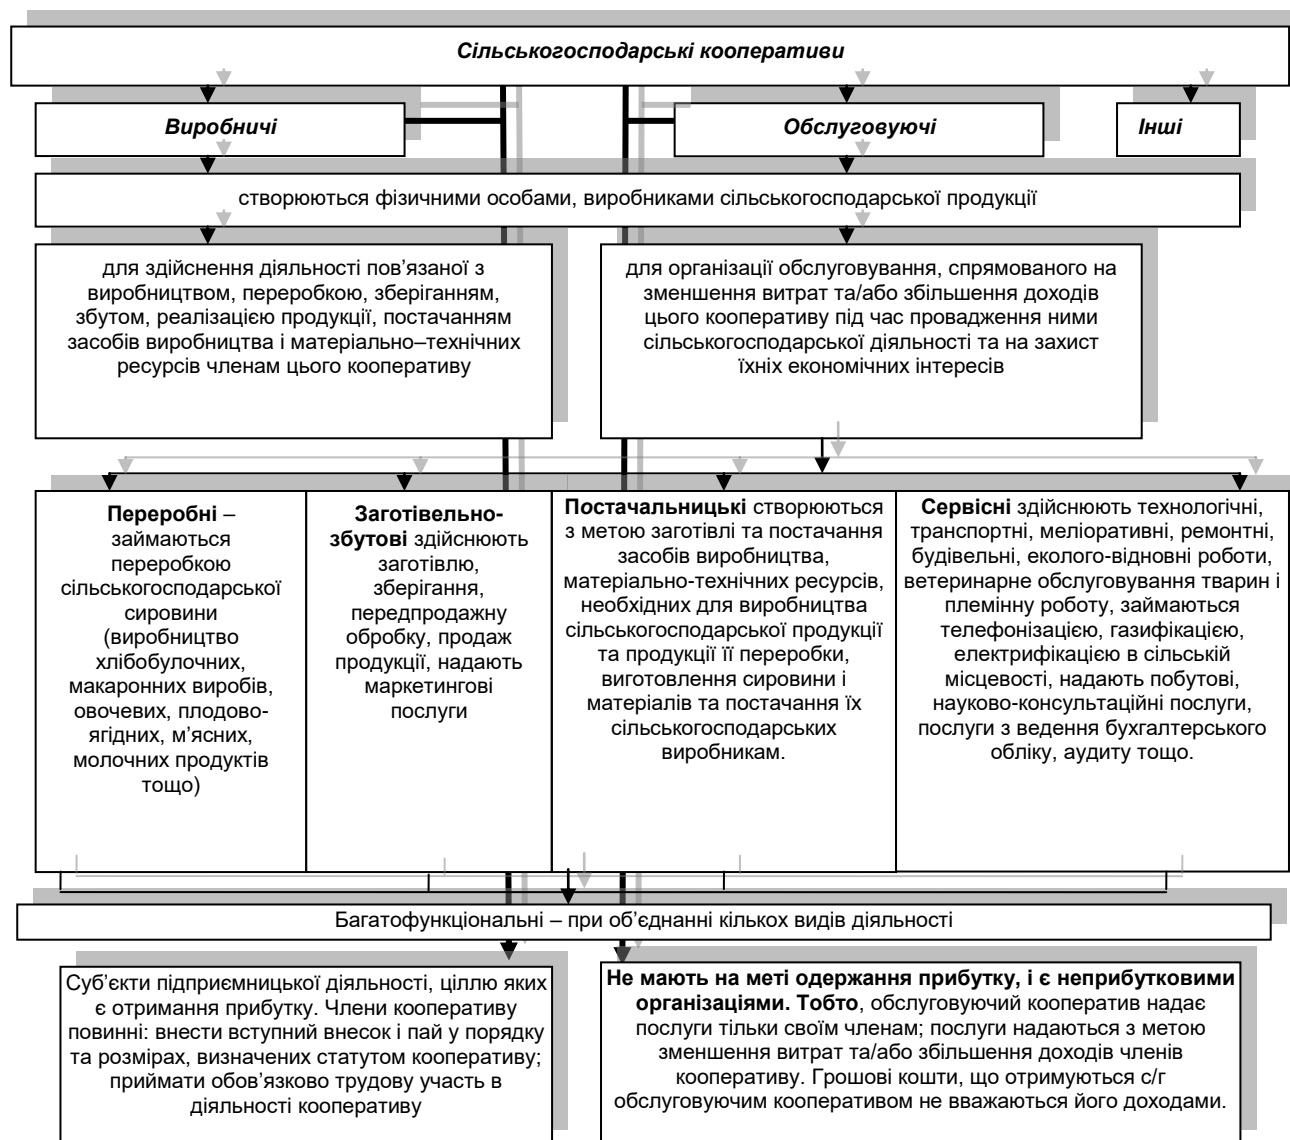 Сільськогосподарські кооперативи
Виробничі
Обслуговуючі
Інші
створюються фізичними особами, виробниками сільськогосподарської продукції
для здійснення діяльності пов’язаної з
виробництвом, переробкою, зберіганням,
збутом, реалізацією продукції, постачанням
засобів виробництва і матеріально–технічних
ресурсів членам цього кооперативу
для організації обслуговування, спрямованого на
зменшення витрат та/або збільшення доходів
цього кооперативу під час провадження ними
сільськогосподарської діяльності та на захист
їхніх економічних інтересів
Переробні –
займаються
переробкою
сільськогосподарської
сировини
(виробництво
хлібобулочних,
макаронних виробів,
овочевих, плодово-
ягідних, м’ясних,
молочних продуктів
тощо)
Заготівельно-
збутові здійснюють
заготівлю,
зберігання,
передпродажну
обробку, продаж
продукції, надають
маркетингові
послуги
Постачальницькі створюються
з метою заготівлі та постачання
засобів виробництва,
матеріально-технічних ресурсів,
необхідних для виробництва
сільськогосподарської продукції
та продукції її переробки,
виготовлення сировини і
матеріалів та постачання їх
сільськогосподарських
виробникам.
Сервісні здійснюють технологічні,
транспортні, меліоративні, ремонтні,
будівельні, еколого-відновні роботи,
ветеринарне обслуговування тварин і
племінну роботу, займаються
телефонізацією, газифікацією,
електрифікацією в сільській
місцевості, надають побутові,
науково-консультаційні послуги,
послуги з ведення бухгалтерського
обліку, аудиту тощо.
Багатофункціональні – при об’єднанні кількох видів діяльності
Суб’єкти підприємницької діяльності, ціллю яких
є отримання прибутку. Члени кооперативу
повинні: внести вступний внесок і пай у порядку
та розмірах, визначених статутом кооперативу;
приймати обов’язково трудову участь в
діяльності кооперативу
Не мають на меті одержання прибутку, і є неприбутковими
організаціями. Тобто, обслуговуючий кооператив надає
послуги тільки своїм членам; послуги надаються з метою
зменшення витрат та/або збільшення доходів членів
кооперативу. Грошові кошти, що отримуються с/г
обслуговуючим кооперативом не вважаються його доходами.